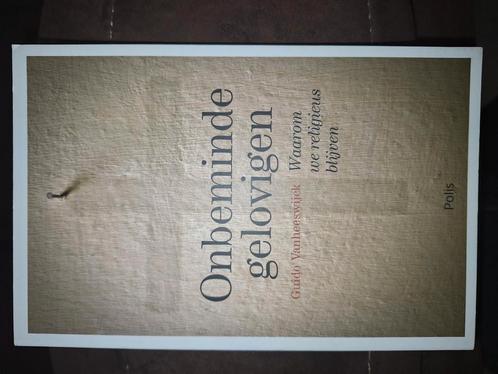 Onbeminde
gelovigen
Guido Vanheeswijck
Waarom
we religieus
blijven
Polis